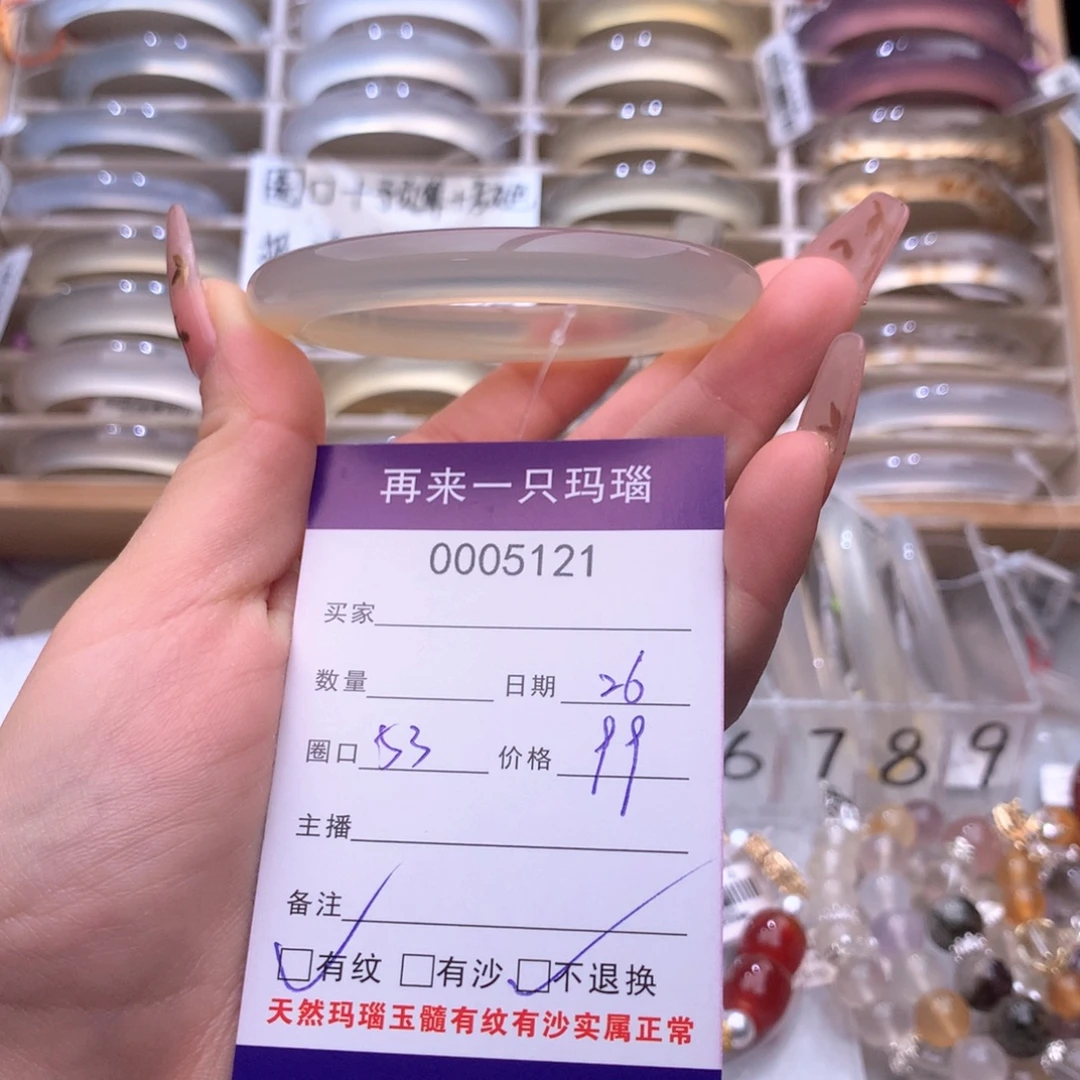 再来一只玛瑙
0005121
买家
数量 日期 26
圈口 53 价格 99
主播
备注
有纹 有沙 不退换
天然玛瑙玉髓有纹有沙实属正常
6 7 8 9